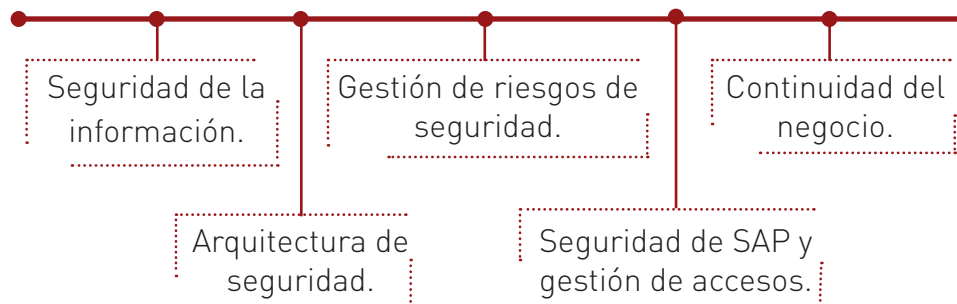 Seguridad de la
información.
Gestión de riesgos de
seguridad.
Continuidad del
negocio.
Arquitectura de
seguridad.
Seguridad de SAP y
gestión de accesos.